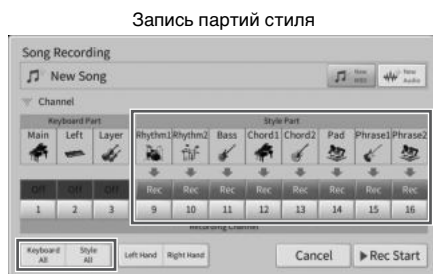 Запись партий стиля
Song Recording
New Song
New MIDI New Audio
Channel
Keyboard Part Style Part
Main Left Layer Rhythm1 Rhythm2 Bass Chord1 Chord2 Pad Phrase1 Phrase2
Off Off Off Rec Rec Rec Rec Rec Rec Rec Rec
1 2 3 9 10 11 12 13 14 15 16
Recording Channel
Keyboard All Style All Left Hand Right Hand Cancel Rec Start